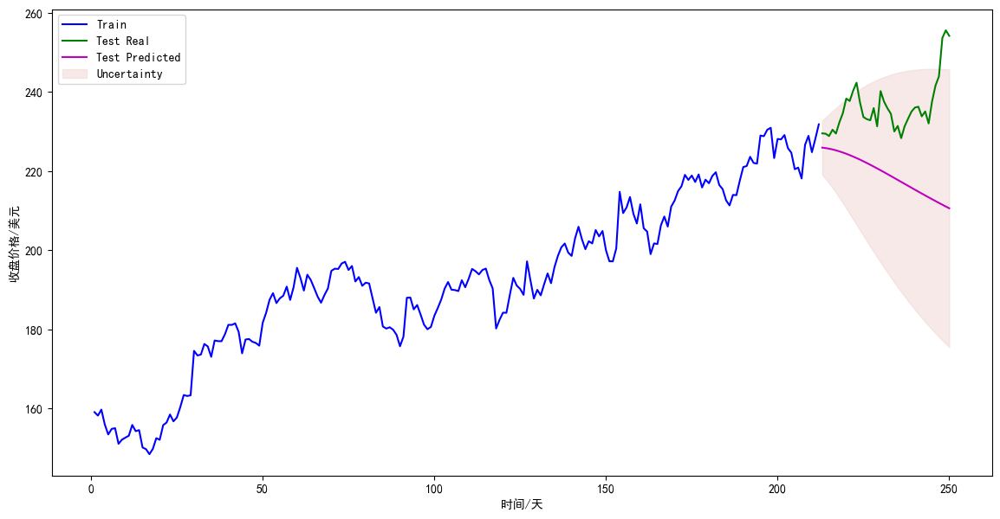 260
240
220
200
180
160
收盘价格/美元
Train
Test Real
Test Predicted
Uncertainty
0
50
100
150
200
250
时间/天